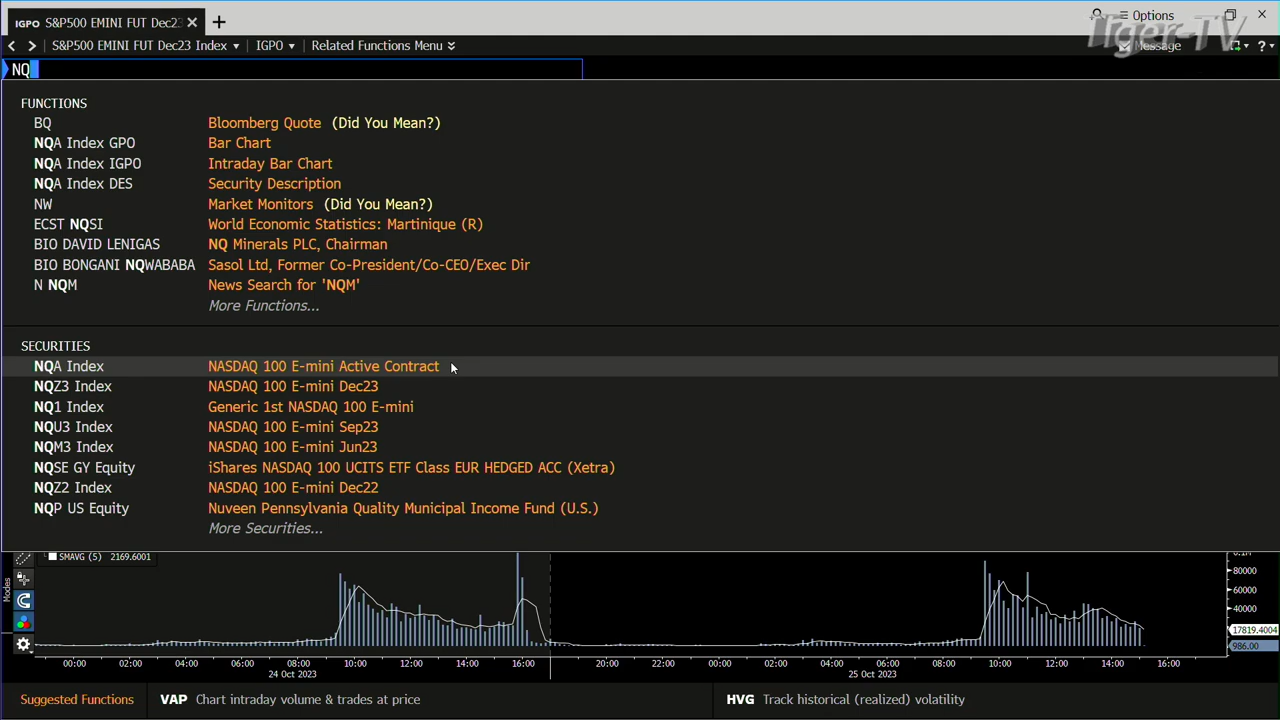 IGPO S&P500 EMINI FUT Dec23
Options
Tiger-TV
S&P500 EMINI FUT Dec23 Index IGPO Related Functions Menu Message ?
NQ
FUNCTIONS
BQ Bloomberg Quote (Did You Mean?)
NQA Index GPO Bar Chart
NQA Index IGPO Intraday Bar Chart
NQA Index DES Security Description
NW Market Monitors (Did You Mean?)
ECST NQSI World Economic Statistics: Martinique (R)
BIO DAVID LENIGAS NQ Minerals PLC, Chairman
BIO BONGANI NQWABABA Sasol Ltd, Former Co-President/Co-CEO/Exec Dir
N NQM News Search for 'NQM'
More Functions...
SECURITIES
NQA Index NASDAQ 100 E-mini Active Contract
NQZ3 Index NASDAQ 100 E-mini Dec23
NQ1 Index Generic 1st NASDAQ 100 E-mini
NQU3 Index NASDAQ 100 E-mini Sep23
NQM3 Index NASDAQ 100 E-mini Jun23
NQSE GY Equity iShares NASDAQ 100 UCITS ETF Class EUR HEDGED ACC (Xetra)
NQZ2 Index NASDAQ 100 E-mini Dec22
NQP US Equity Nuveen Pennsylvania Quality Municipal Income Fund (U.S.)
More Securities...
SMAVG (5) 2169.6001
Modes
80000
60000
40000
17819.4004
986.00
00:00 02:00 04:00 06:00 08:00 10:00 12:00 14:00 16:00 20:00 22:00 00:00 02:00 04:00 06:00 08:00 10:00 12:00 14:00 16:00
24 Oct 2023 25 Oct 2023
Suggested Functions VAP Chart intraday volume & trades at price HVG Track historical (realized) volatility